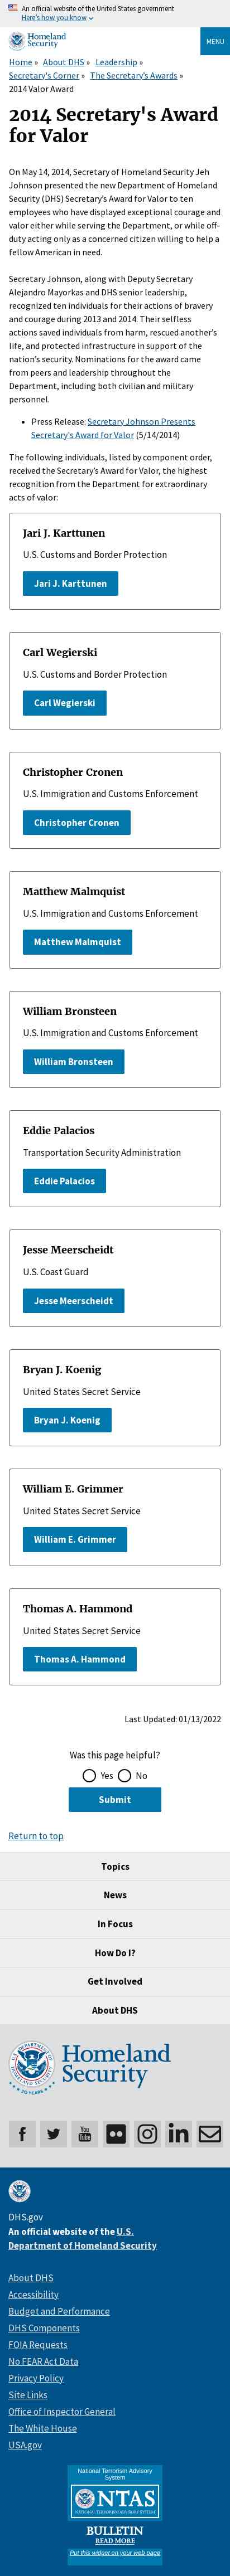 An official website of the United States government
Here's how you know
Homeland
Security
MENU
Home » About DHS » Leadership »
Secretary's Corner » The Secretary's Awards »
2014 Valor Award
2014 Secretary's Award
for Valor
On May 14, 2014, Secretary of Homeland Security Jeh
Johnson presented the new Department of Homeland
Security (DHS) Secretary's Award for Valor to ten
employees who have displayed exceptional courage and
valor either while serving the department, or while off-
duty acting only as a concerned citizen willing to help a
fellow American in need.
Secretary Johnson, along with Deputy Secretary
Alejandro Mayorkas and DHS senior leadership,
recognized ten individuals for their actions of bravery
and courage during 2013 and 2014. Their selfless
actions saved individuals from harm, rescued another's
life, and protected infrastructure in support of the
nation's security. Nominations for the award came
from peers and leadership throughout the
Department, including both civilian and military
personnel.
• Press Release: Secretary Johnson Presents
Secretary's Award for Valor (5/14/2014)
The following individuals, listed by component order,
received the Secretary's Award for Valor, the highest
recognition from the Department for extraordinary
acts of valor:
Jari J. Karttunen
U.S. Customs and Border Protection
Jari J. Karttunen
Carl Wegierski
U.S. Customs and Border Protection
Carl Wegierski
Christopher Cronen
U.S. Immigration and Customs Enforcement
Christopher Cronen
Matthew Malmquist
U.S. Immigration and Customs Enforcement
Matthew Malmquist
William Bronsteen
U.S. Immigration and Customs Enforcement
William Bronsteen
Eddie Palacios
Transportation Security Administration
Eddie Palacios
Jesse Meerscheidt
U.S. Coast Guard
Jesse Meerscheidt
Bryan J. Koenig
United States Secret Service
Bryan J. Koenig
William E. Grimmer
United States Secret Service
William E. Grimmer
Thomas A. Hammond
United States Secret Service
Thomas A. Hammond
Last Updated: 01/13/2022
Was this page helpful?
Yes No
Submit
Return to top
Topics
News
In Focus
How Do I?
Get Involved
About DHS
Homeland
Security
20 YEARS
You
Tube
DHS.gov
An official website of the U.S.
Department of Homeland Security
About DHS
Accessibility
Budget and Performance
DHS Components
FOIA Requests
No FEAR Act Data
Privacy Policy
Site Links
Office of Inspector General
The White House
USA.gov
National Terrorism Advisory
System
NTAS
NATIONAL TERRORISM ADVISORY SYSTEM
BULLETIN
READ MORE
Put this widget on your web page